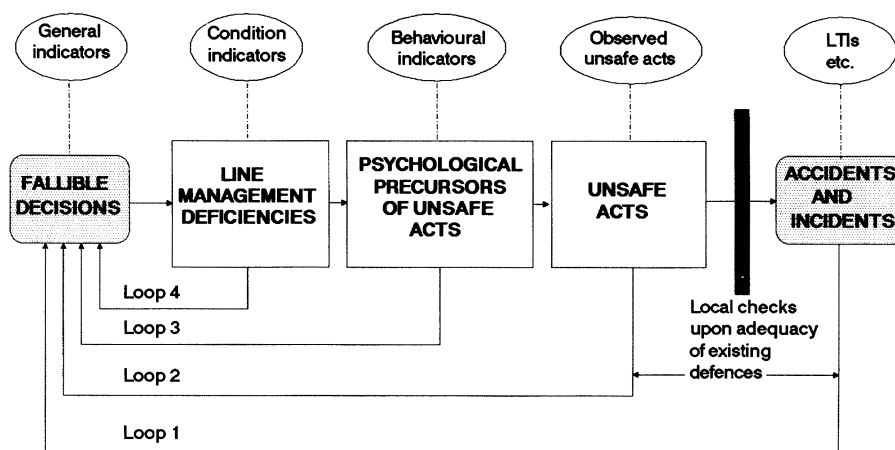 General
indicators
Condition
indicators
Behavioural
indicators
Observed
unsafe acts
LTIs
etc.
FALLIBLE
DECISIONS
LINE
MANAGEMENT
DEFICIENCIES
PSYCHOLOGICAL
PRECURSORS
OF UNSAFE
ACTS
UNSAFE
ACTS
ACCIDENTS
AND
INCIDENTS
Loop 4
Loop 3
Loop 2
Loop 1
Local checks
upon adequacy
of existing
defences